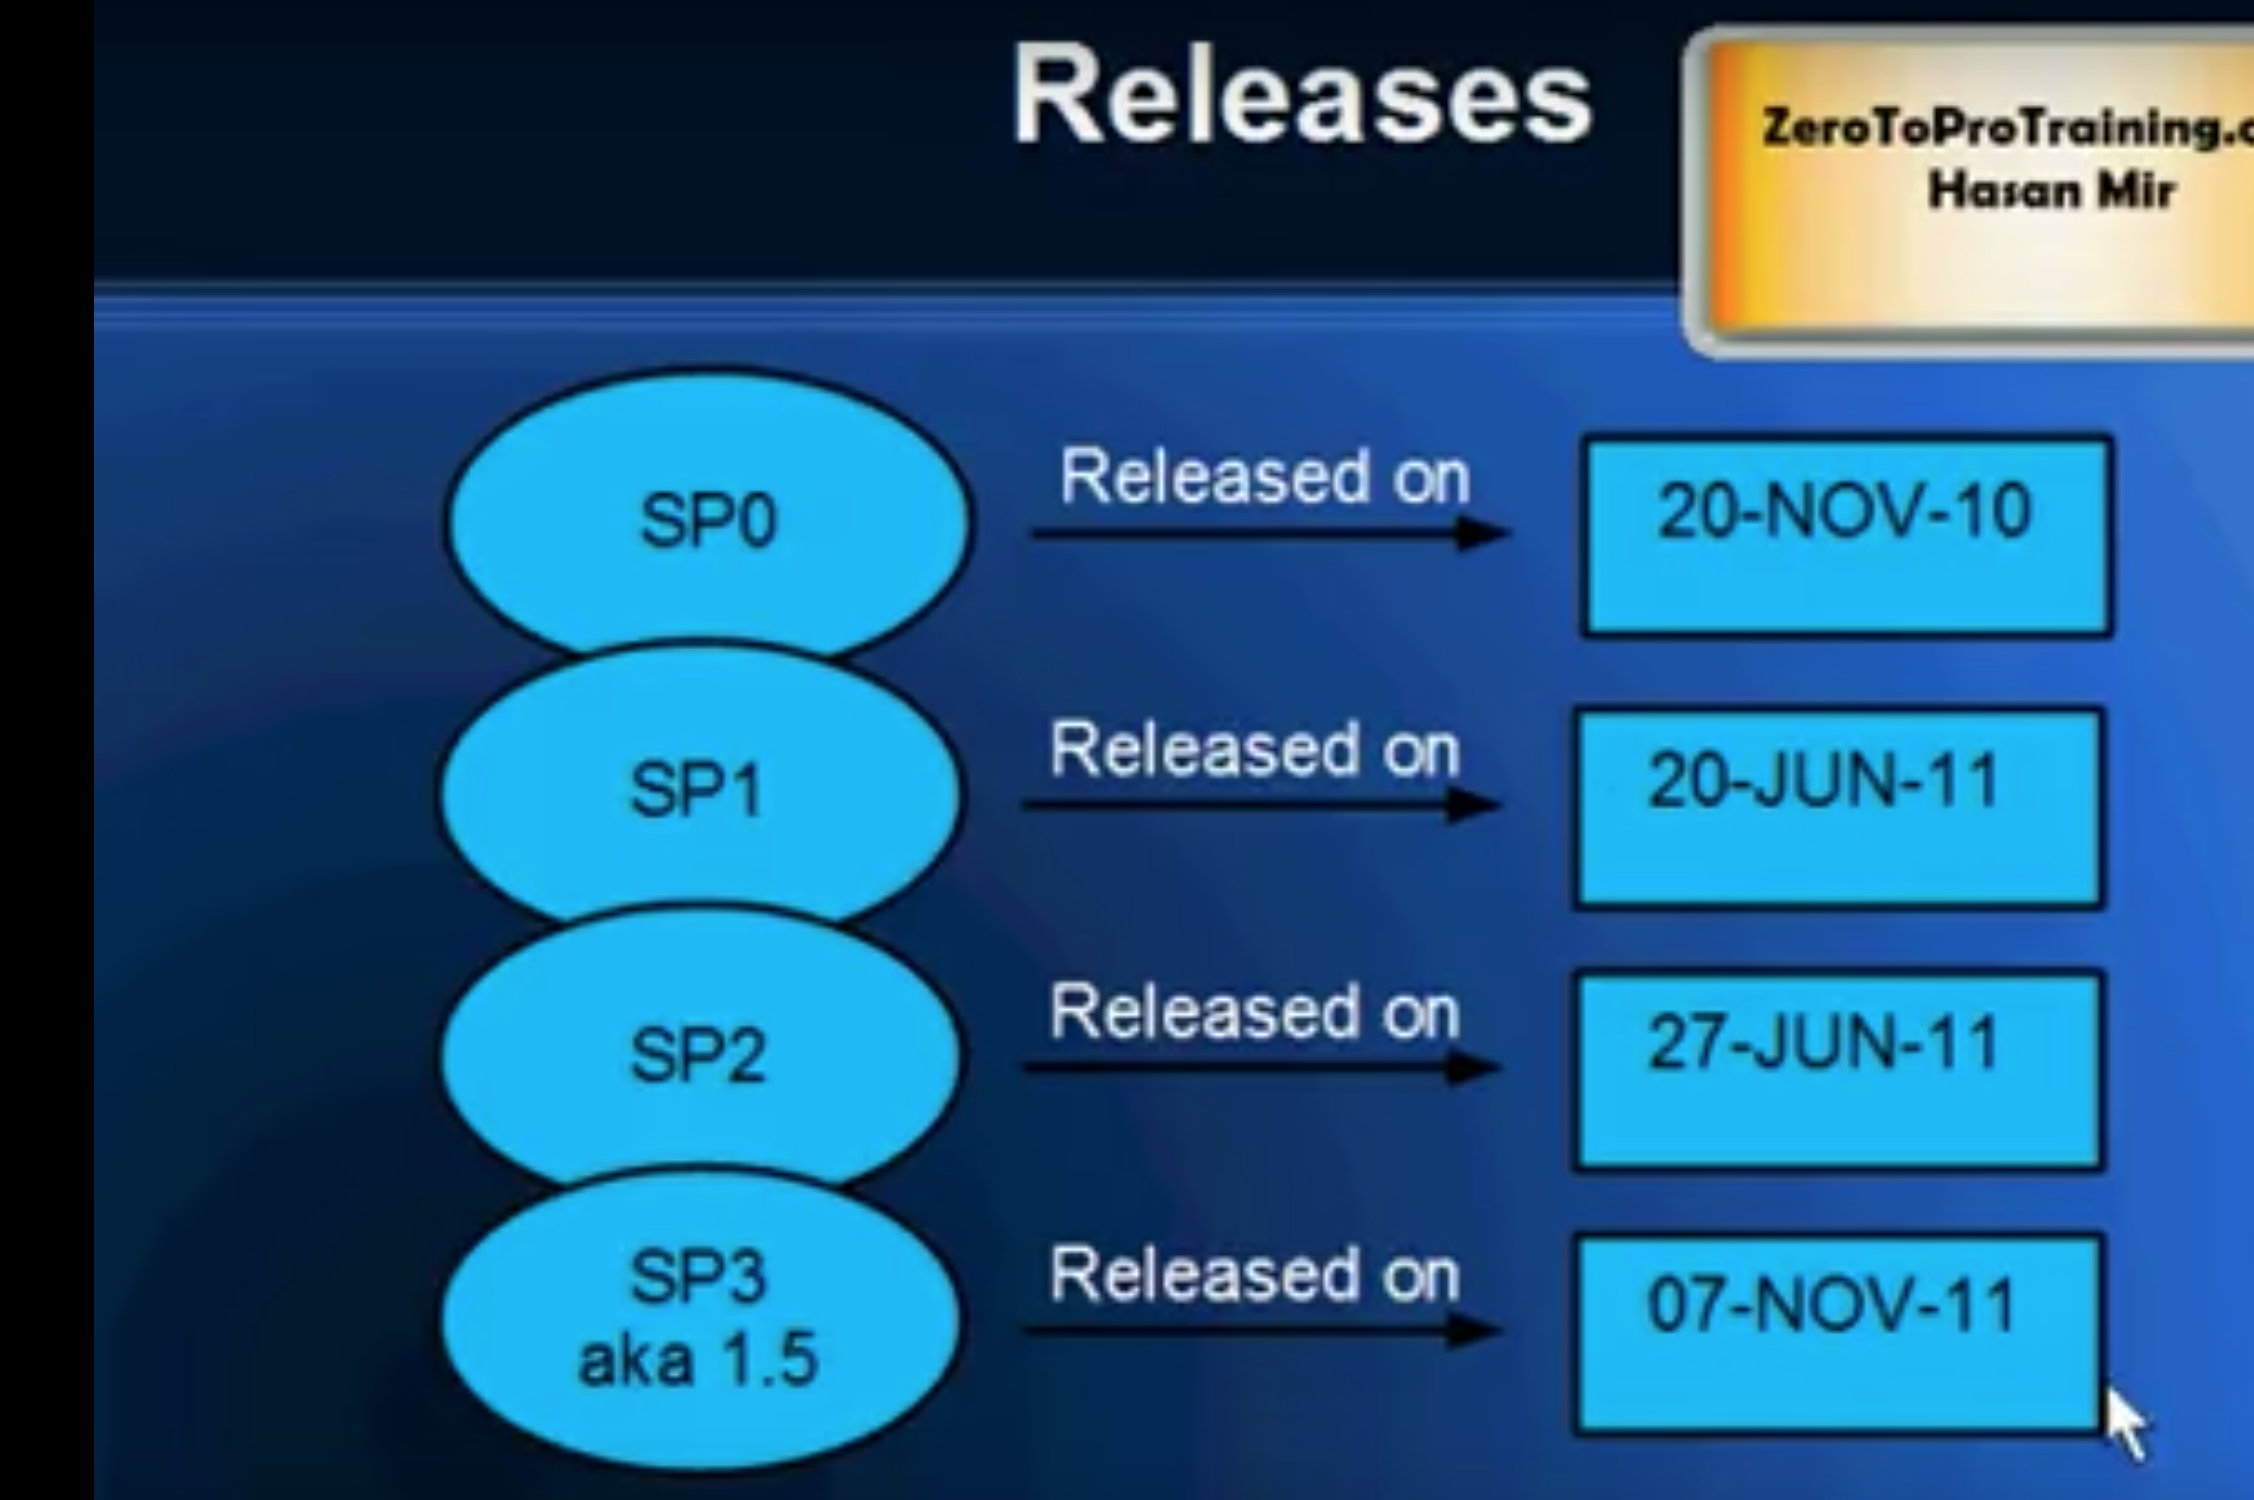 Releases
ZeroToProTraining.
Hasan Mir
SP0
Released on
20-NOV-10
SP1
Released on
20-JUN-11
SP2
Released on
27-JUN-11
SP3
aka 1.5
Released on
07-NOV-11